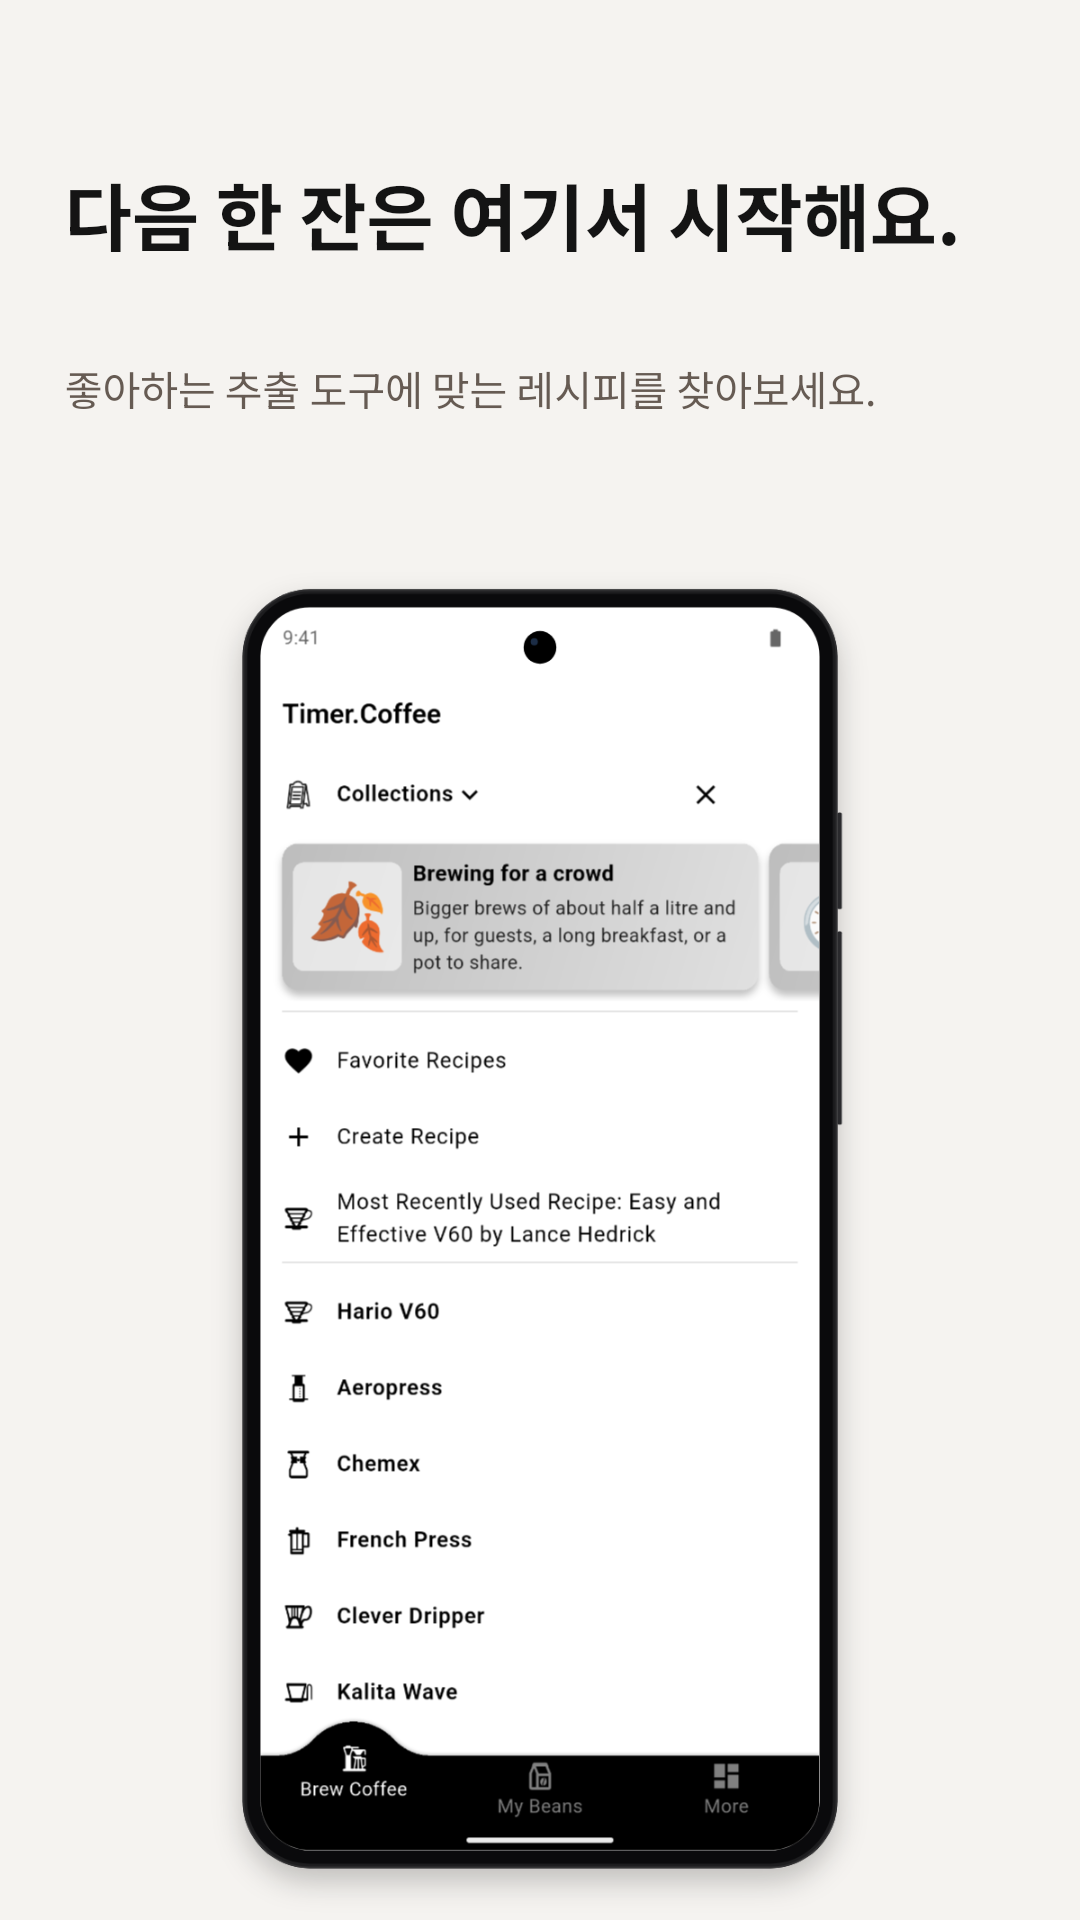 다음 한 잔은 여기서 시작해요.
좋아하는 추출 도구에 맞는 레시피를 찾아보세요.
9:41
Timer.Coffee
Collections
Brewing for a crowd
Bigger brews of about half a litre and
up, for guests, a long breakfast, or a
pot to share.
Favorite Recipes
Create Recipe
Most Recently Used Recipe: Easy and
Effective V60 by Lance Hedrick
Hario V60
Aeropress
Chemex
French Press
Clever Dripper
Kalita Wave
Brew Coffee
My Beans
More